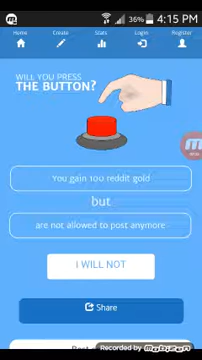 36% 4:15 PM
Home Create Stats Login Register
WILL YOU PRESS
THE BUTTON?
You gain 100 reddit gold
but
are not allowed to post anymore
I WILL NOT
Share
Recorded by